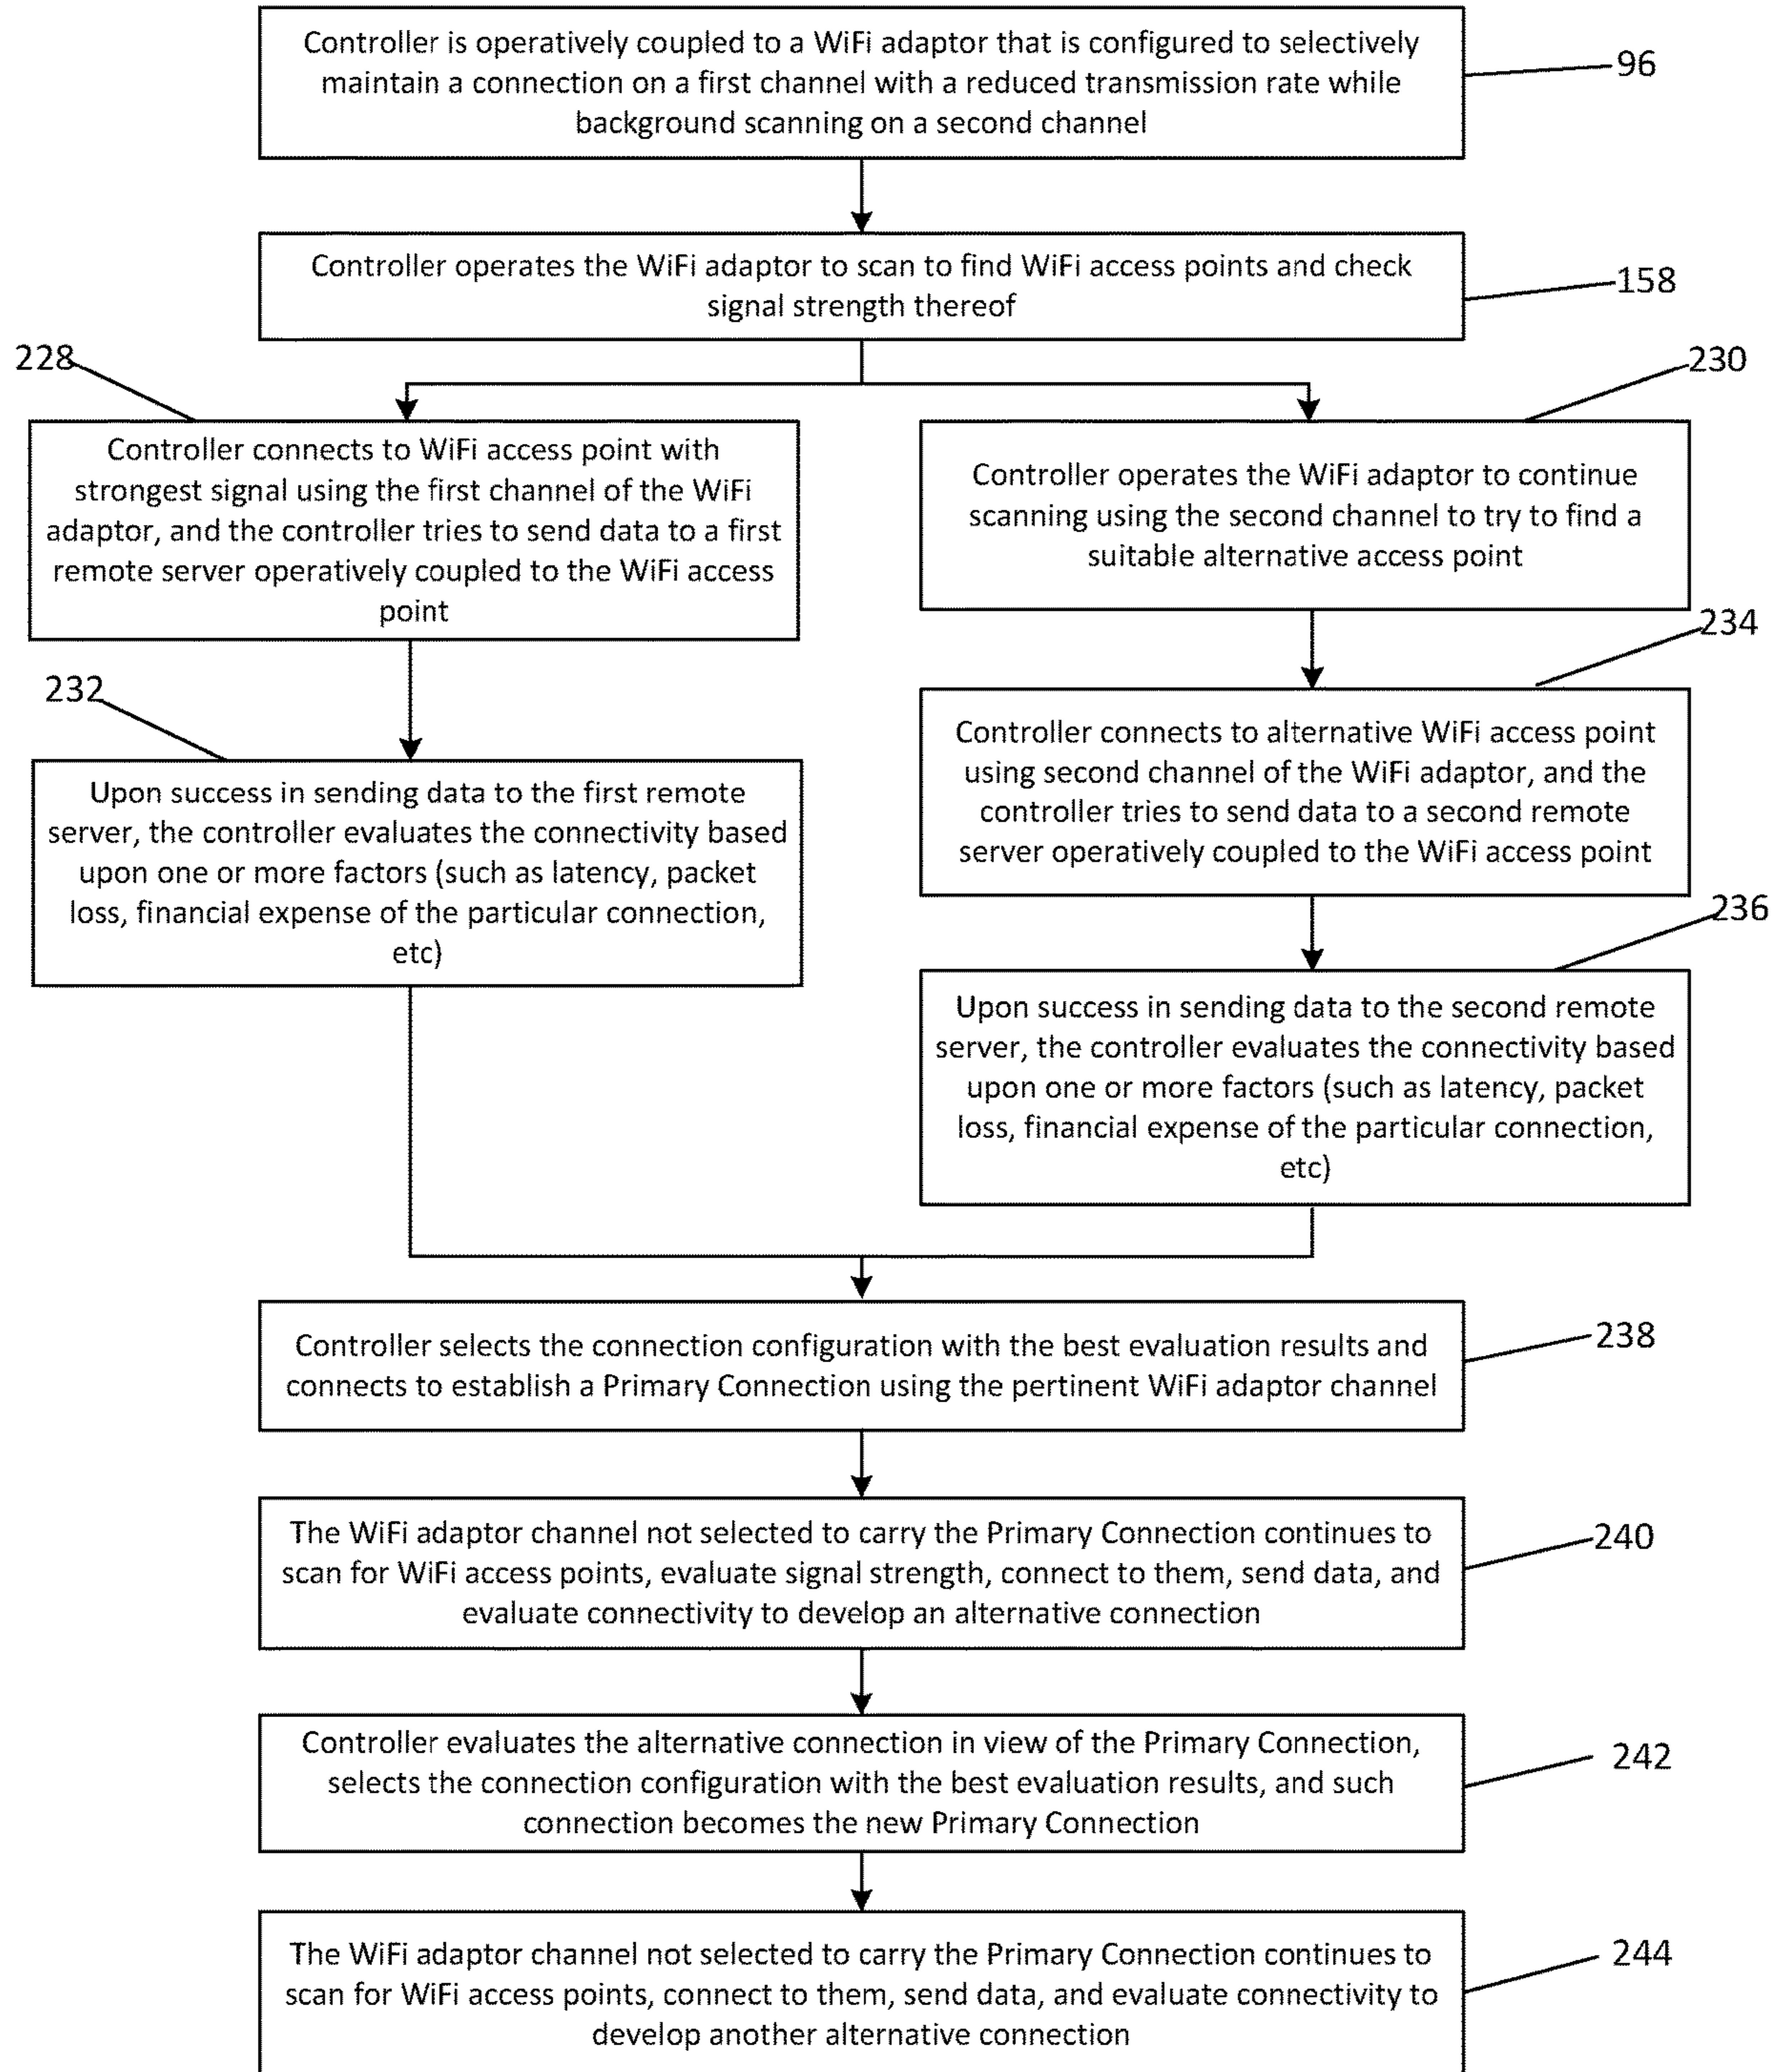 Controller is operatively coupled to a WiFi adaptor that is configured to selectively
maintain a connection on a first channel with a reduced transmission rate while
background scanning on a second channel
96
Controller operates the WiFi adaptor to scan to find WiFi access points and check
signal strength thereof
158
228
230
Controller connects to WiFi access point with
strongest signal using the first channel of the WiFi
adaptor, and the controller tries to send data to a first
remote server operatively coupled to the WiFi access
point
Controller operates the WiFi adaptor to continue
scanning using the second channel to try to find a
suitable alternative access point
232
234
Upon success in sending data to the first remote
server, the controller evaluates the connectivity based
upon one or more factors (such as latency, packet
loss, financial expense of the particular connection,
etc)
Controller connects to alternative WiFi access point
using second channel of the WiFi adaptor, and the
controller tries to send data to a second remote
server operatively coupled to the WiFi access point
236
Upon success in sending data to the second remote
server, the controller evaluates the connectivity based
upon one or more factors (such as latency, packet
loss, financial expense of the particular connection,
etc)
Controller selects the connection configuration with the best evaluation results and
connects to establish a Primary Connection using the pertinent WiFi adaptor channel
238
The WiFi adaptor channel not selected to carry the Primary Connection continues to
scan for WiFi access points, evaluate signal strength, connect to them, send data, and
evaluate connectivity to develop an alternative connection
240
Controller evaluates the alternative connection in view of the Primary Connection,
selects the connection configuration with the best evaluation results, and such
connection becomes the new Primary Connection
242
The WiFi adaptor channel not selected to carry the Primary Connection continues to
scan for WiFi access points, connect to them, send data, and evaluate connectivity to
develop another alternative connection
244